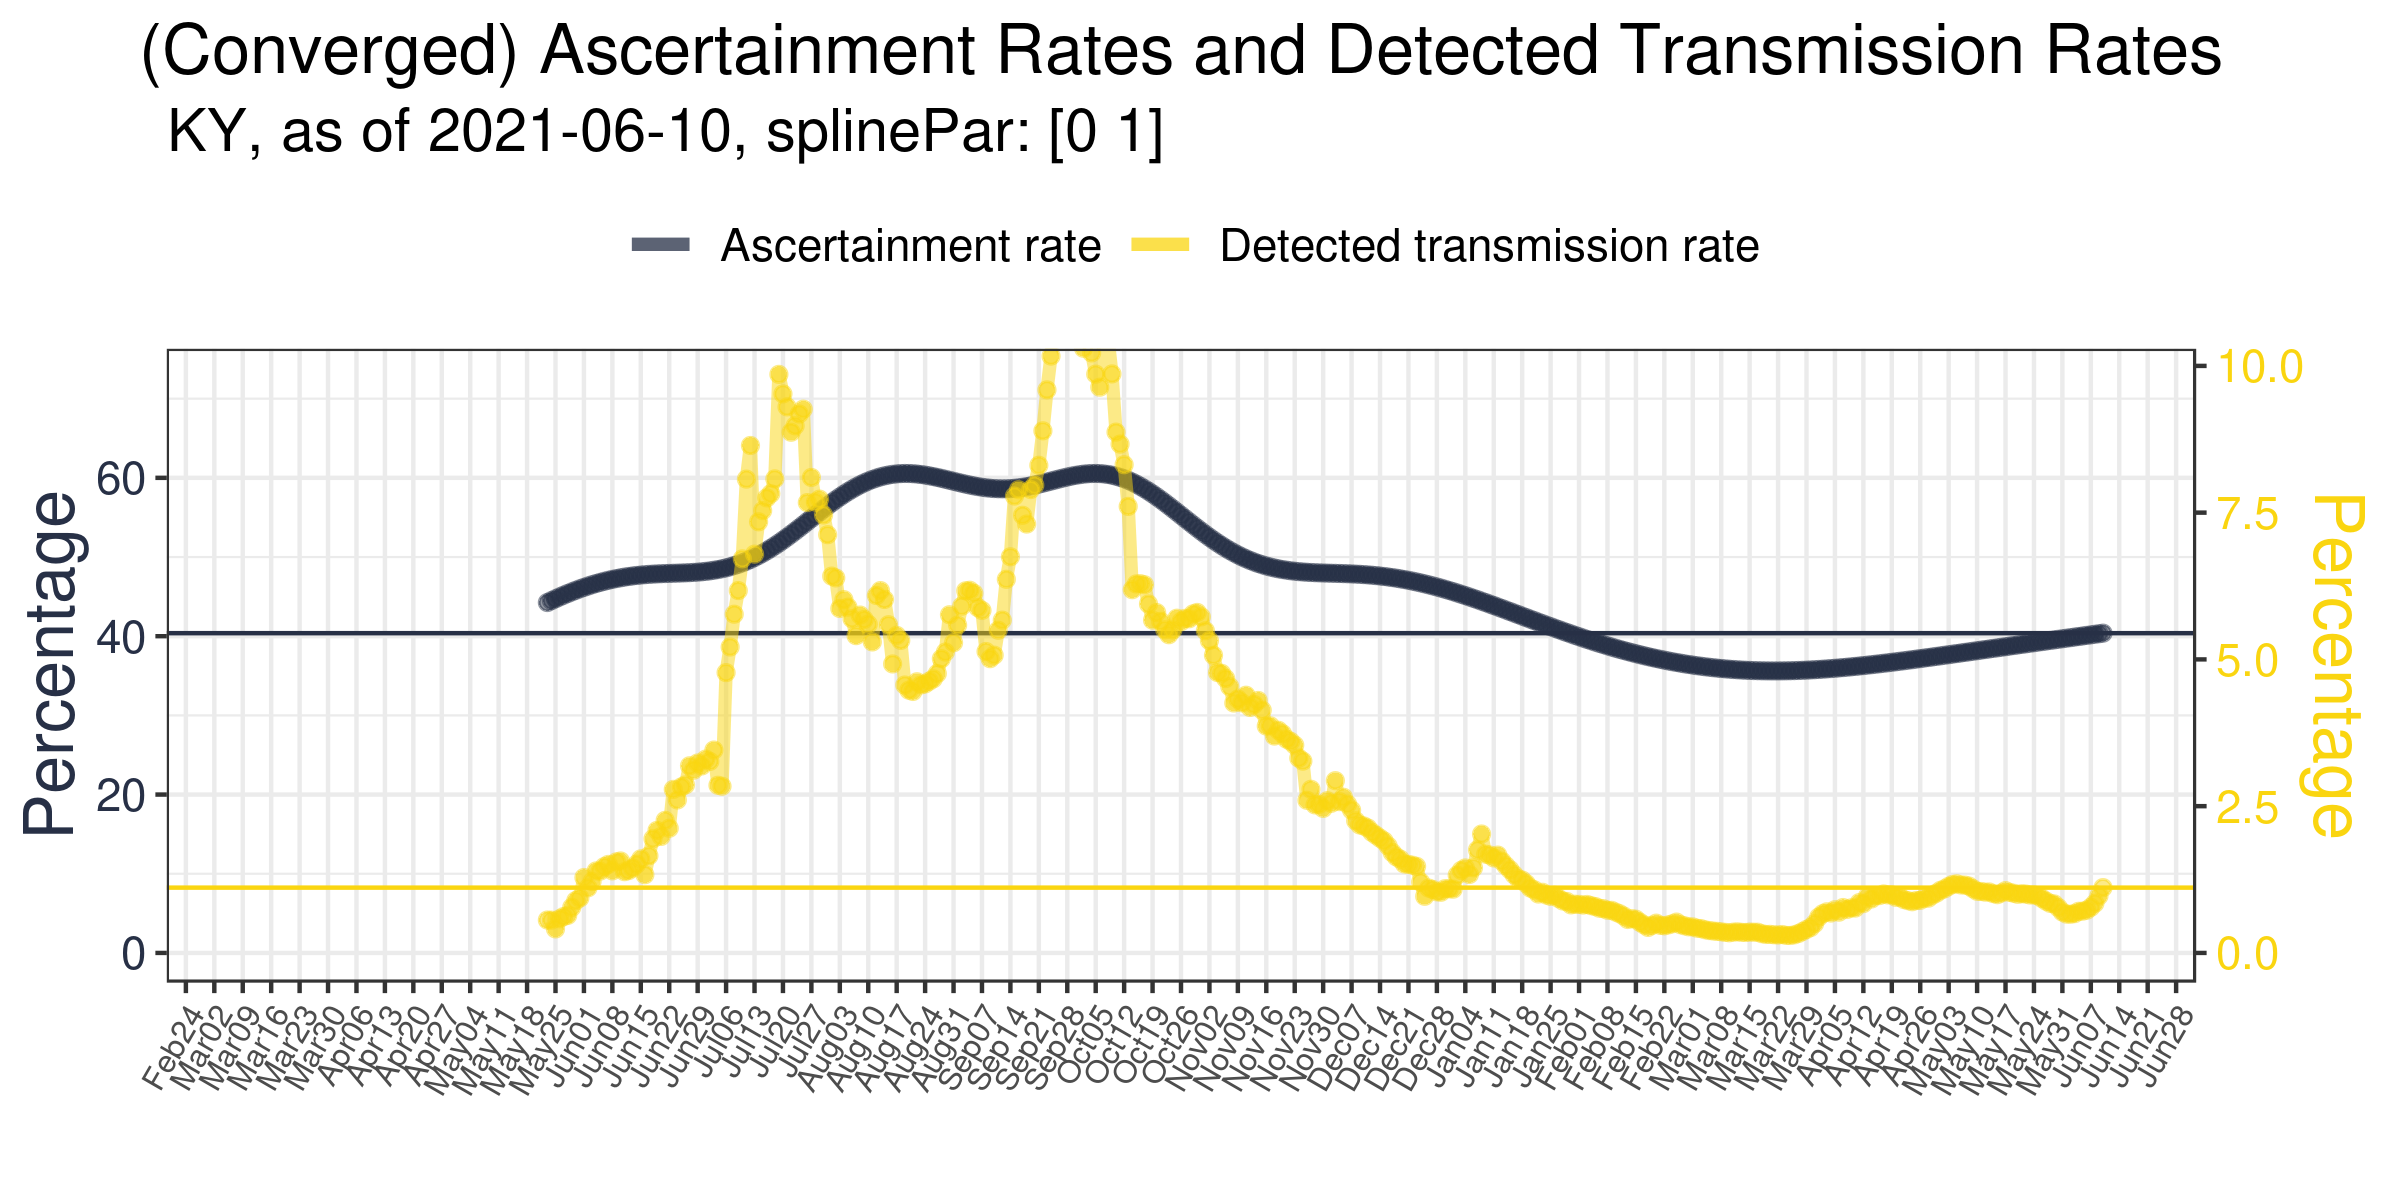 (Converged) Ascertainment Rates and Detected Transmission Rates
KY, as of 2021-06-10, splinePar: [0 1]
Ascertainment rate
Detected transmission rate
Percentage
60
40
20
0
10.0
7.5
5.0
2.5
0.0
Percentage
Feb24
Mar02
Mar09
Mar16
Mar23
Mar30
Apr06
Apr13
Apr20
Apr27
May04
May11
May18
May25
Jun01
Jun08
Jun15
Jun22
Jun29
Jul06
Jul13
Jul20
Jul27
Aug03
Aug10
Aug17
Aug24
Aug31
Sep07
Sep14
Sep21
Sep28
Oct05
Oct12
Oct19
Oct26
Nov02
Nov09
Nov16
Nov23
Nov30
Dec07
Dec14
Dec21
Dec28
Jan04
Jan11
Jan18
Jan25
Feb01
Feb08
Feb15
Feb22
Mar01
Mar08
Mar15
Mar22
Mar29
Apr05
Apr12
Apr19
Apr26
May03
May10
May17
May24
May31
Jun07
Jun14
Jun21
Jun28